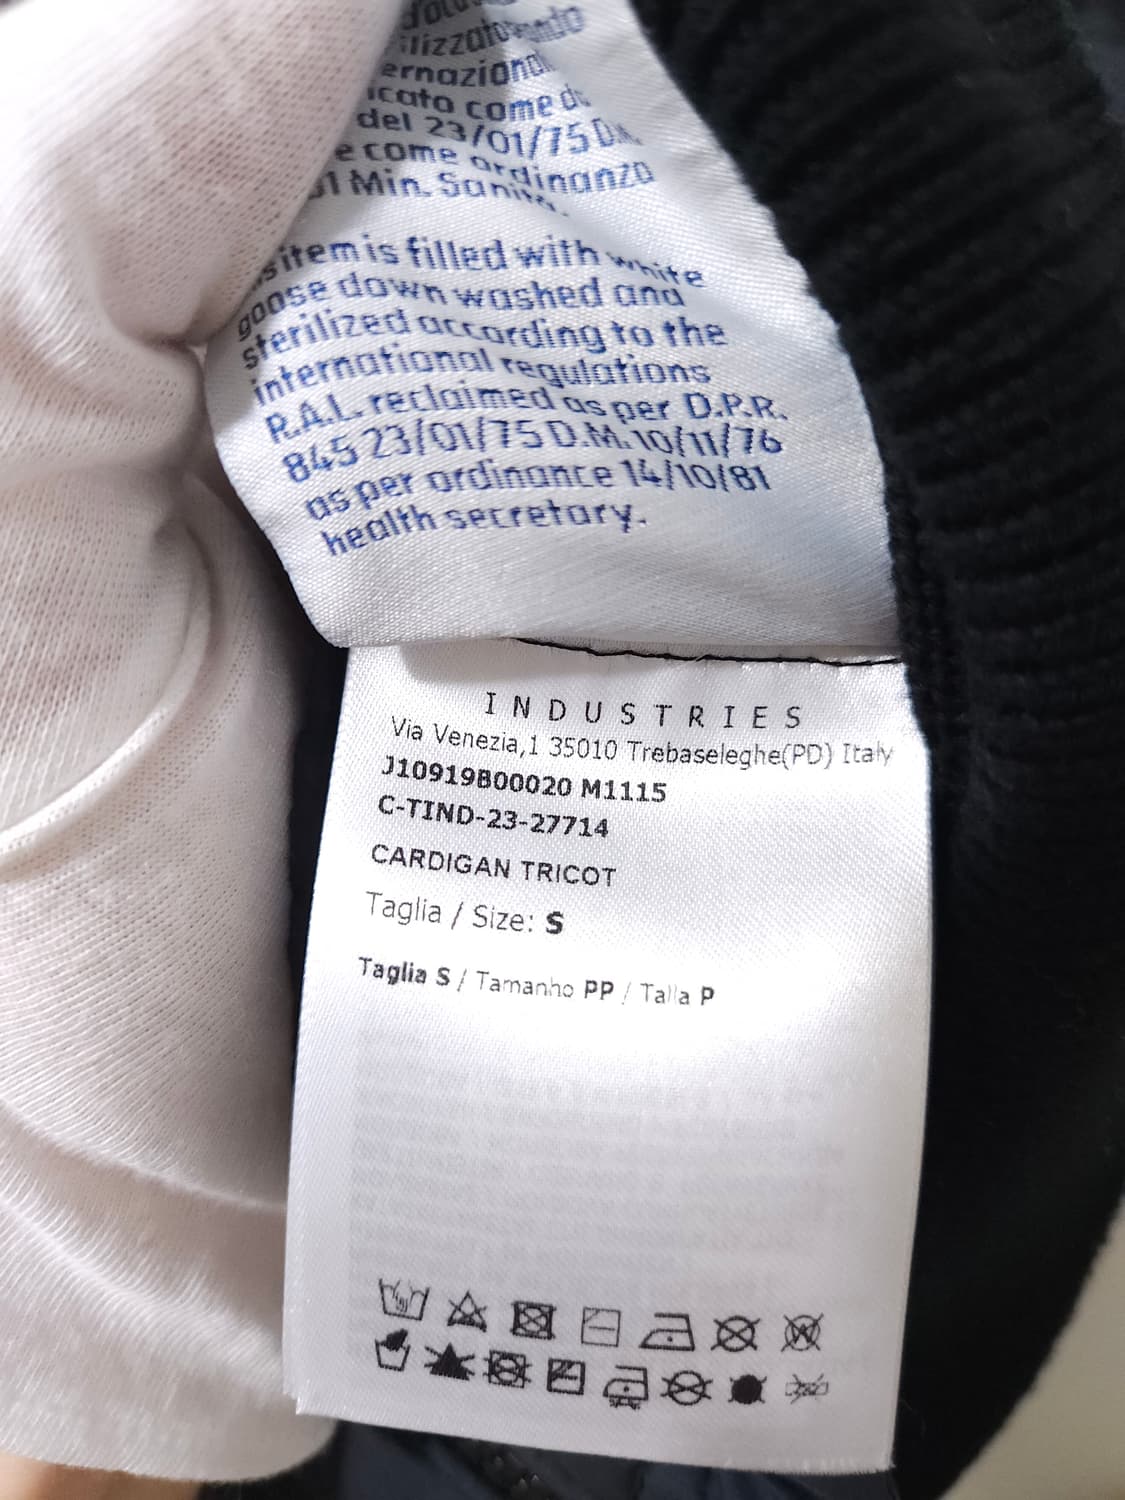 ernazional
icato come d
del 23/01/75 D.M
e come ordinanza
81 Min. Sanità.
s item is filled with white
goose down washed and
sterilized according to the
international regulations
R.A.L. reclaimed as per D.P.R.
845 23/01/75 D.M. 10/11/76
as per ordinance 14/10/81
health secretary.
INDUSTRIES
Via Venezia,1 35010 Trebaseleghe(PD) Italy
J10919B00020 M1115
C-TIND-23-27714
CARDIGAN TRICOT
Taglia / Size: S
Taglia S / Tamanho PP / Talla P